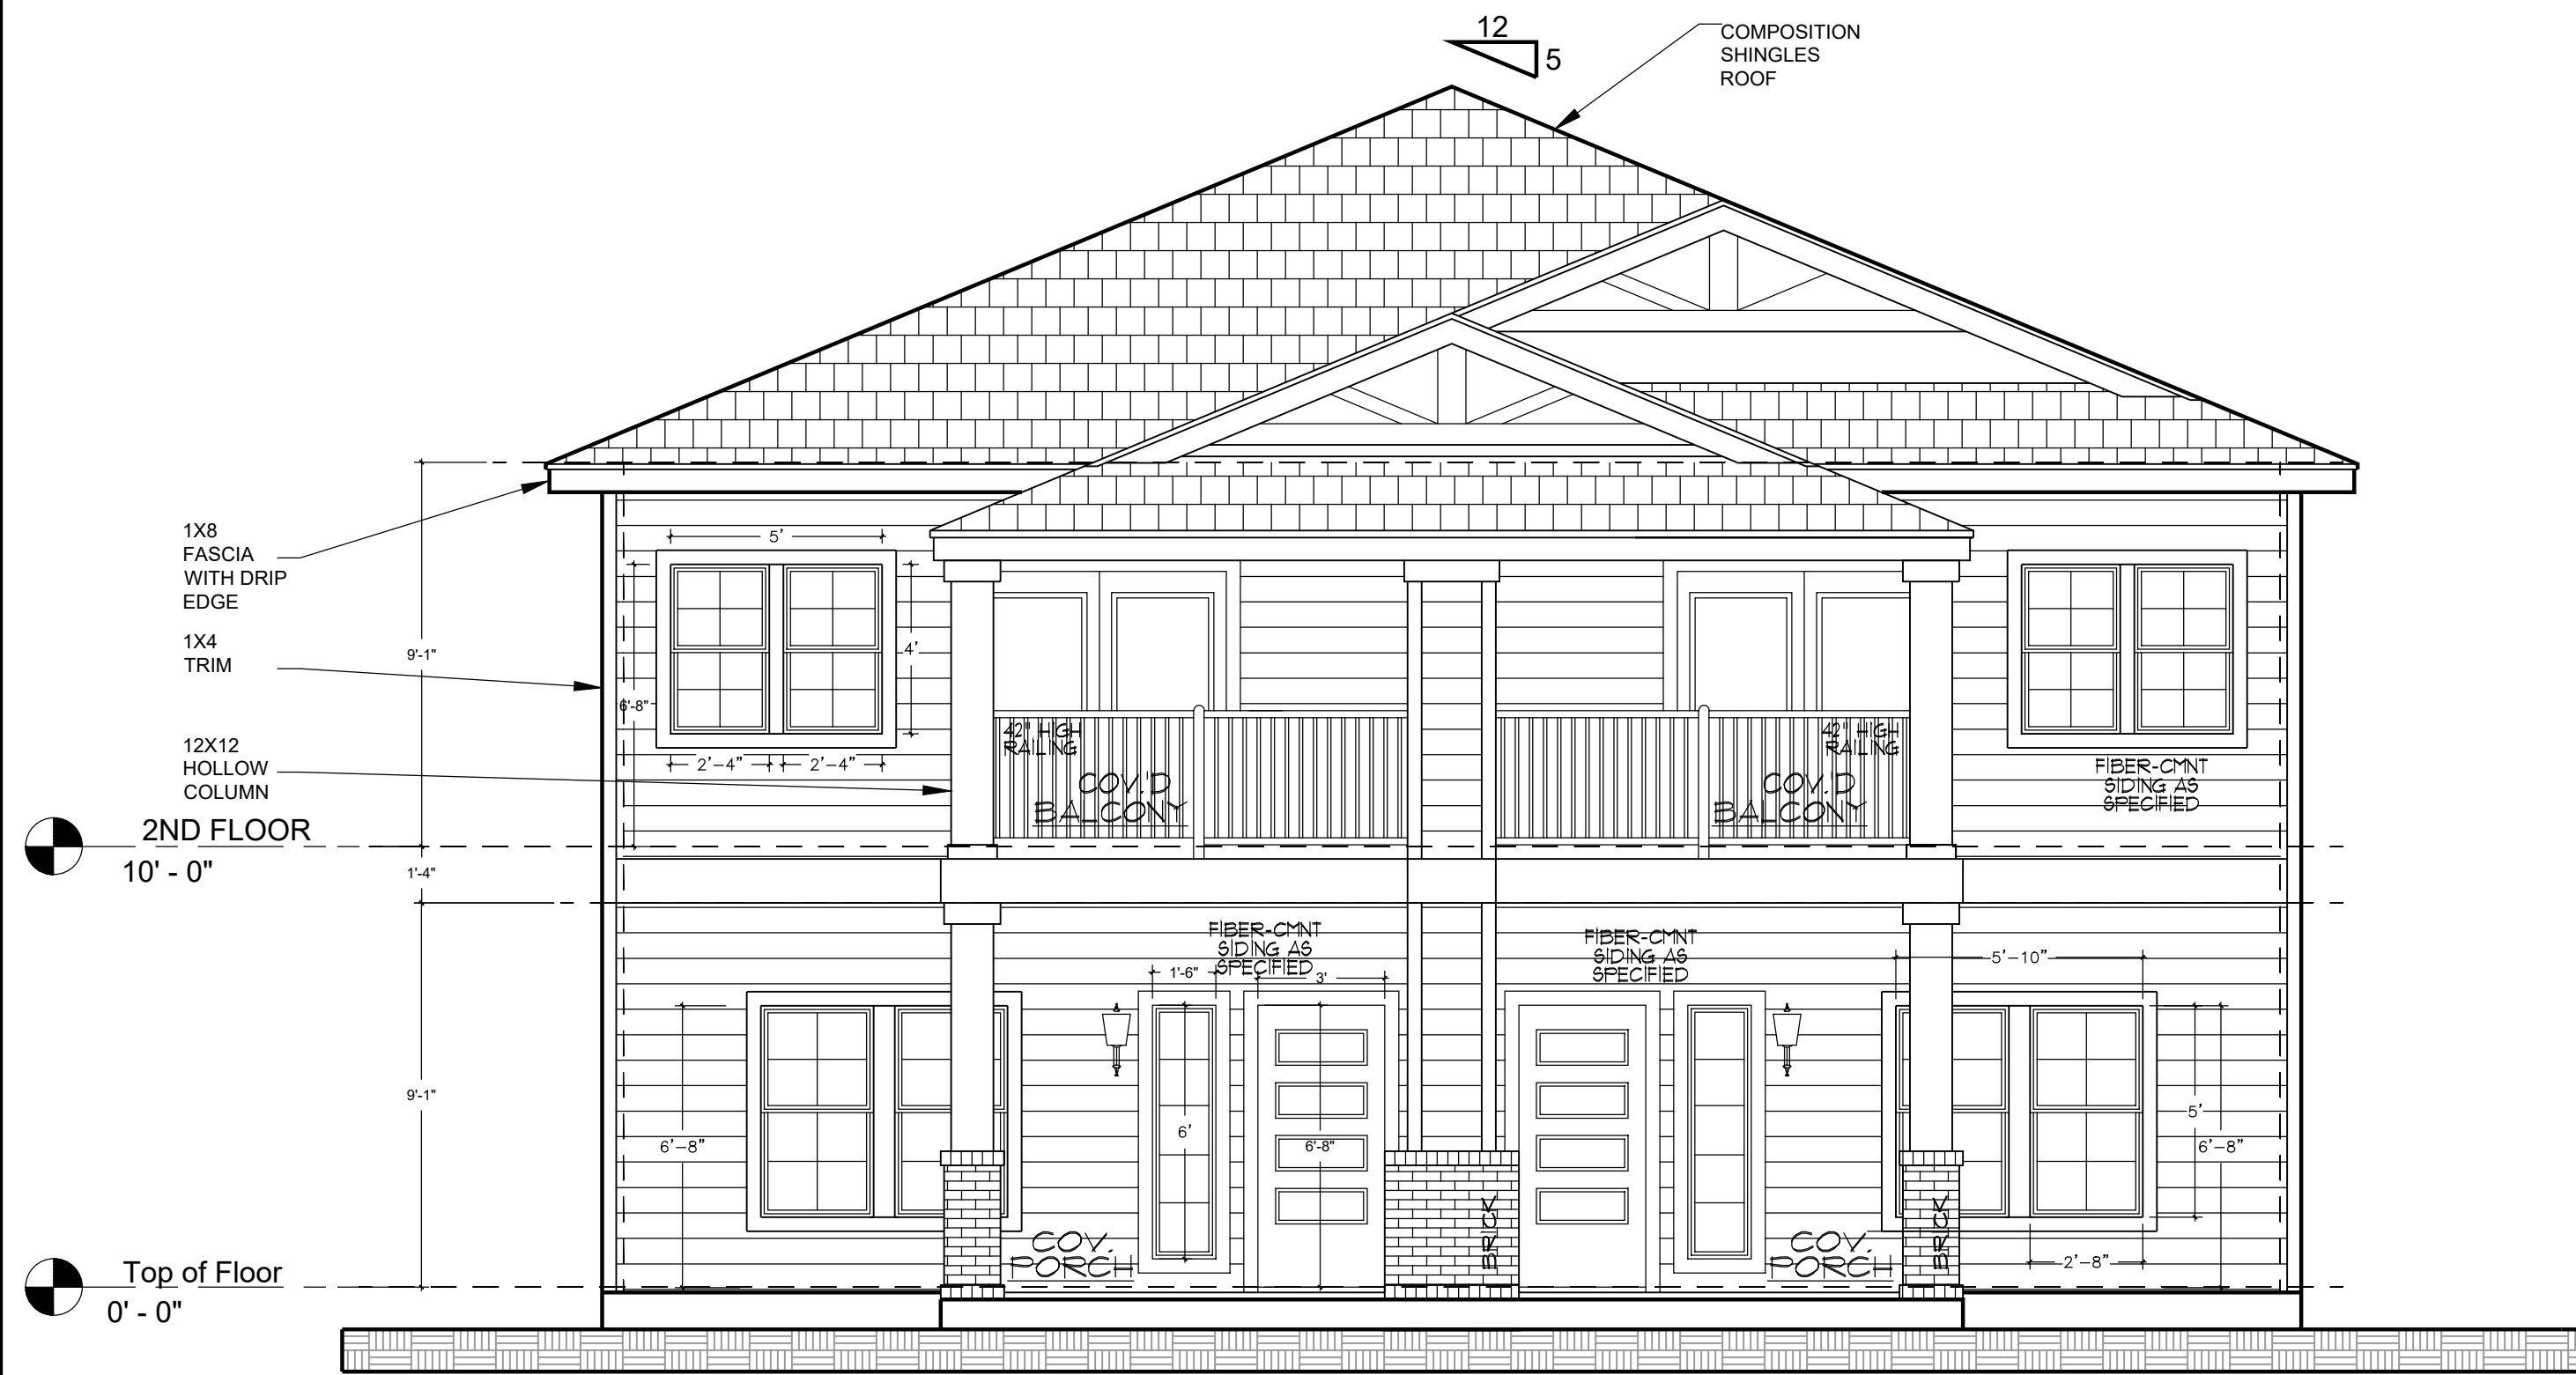 12
5
COMPOSITION
SHINGLES
ROOF
1X8
FASCIA
WITH DRIP
EDGE
1X4
TRIM
12X12
HOLLOW
COLUMN
2ND FLOOR
10' - 0"
Top of Floor
0' - 0"
9'-1"
1'-4"
9'-1"
5'
4'
6'-8"
2'-4"
2'-4"
42" HIGH
RAILING
COV.'D
BALCONY
42" HIGH
RAILING
COV.'D
BALCONY
FIBER-CMNT
SIDING AS
SPECIFIED
FIBER-CMNT
SIDING AS
SPECIFIED
FIBER-CMNT
SIDING AS
SPECIFIED
1'-6"
3'
5'-10"
6'-8"
6'
6'-8"
5'
6'-8"
2'-8"
COV.
PORCH
BRICK
COV.
PORCH
BRICK